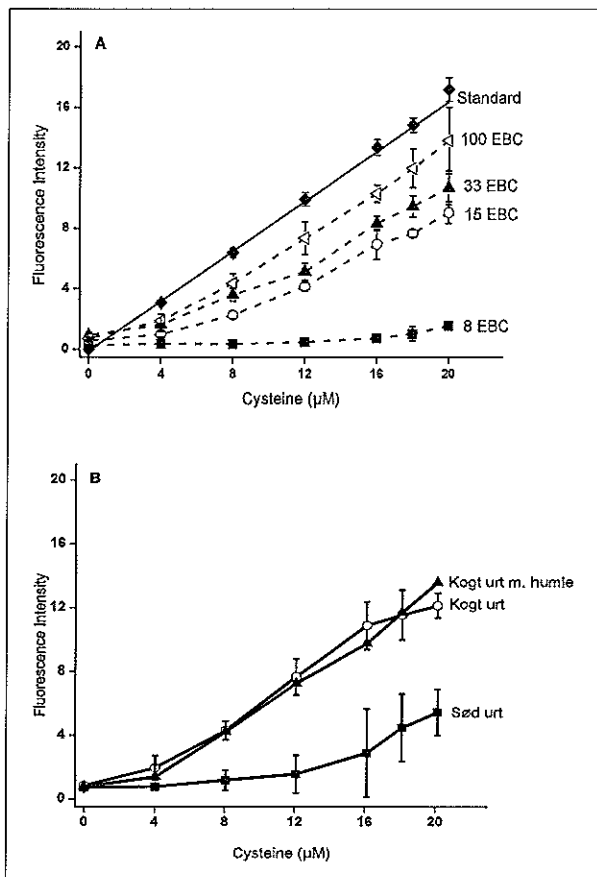 A
20
16
12
8
4
0
Fluorescence Intensity
Standard
100 EBC
33 EBC
15 EBC
8 EBC
0 4 8 12 16 20
Cysteine (µM)
B
20
16
12
8
4
0
Fluorescence Intensity
Kogt urt m. humle
Kogt urt
Sød urt
0 4 8 12 16 20
Cysteine (µM)